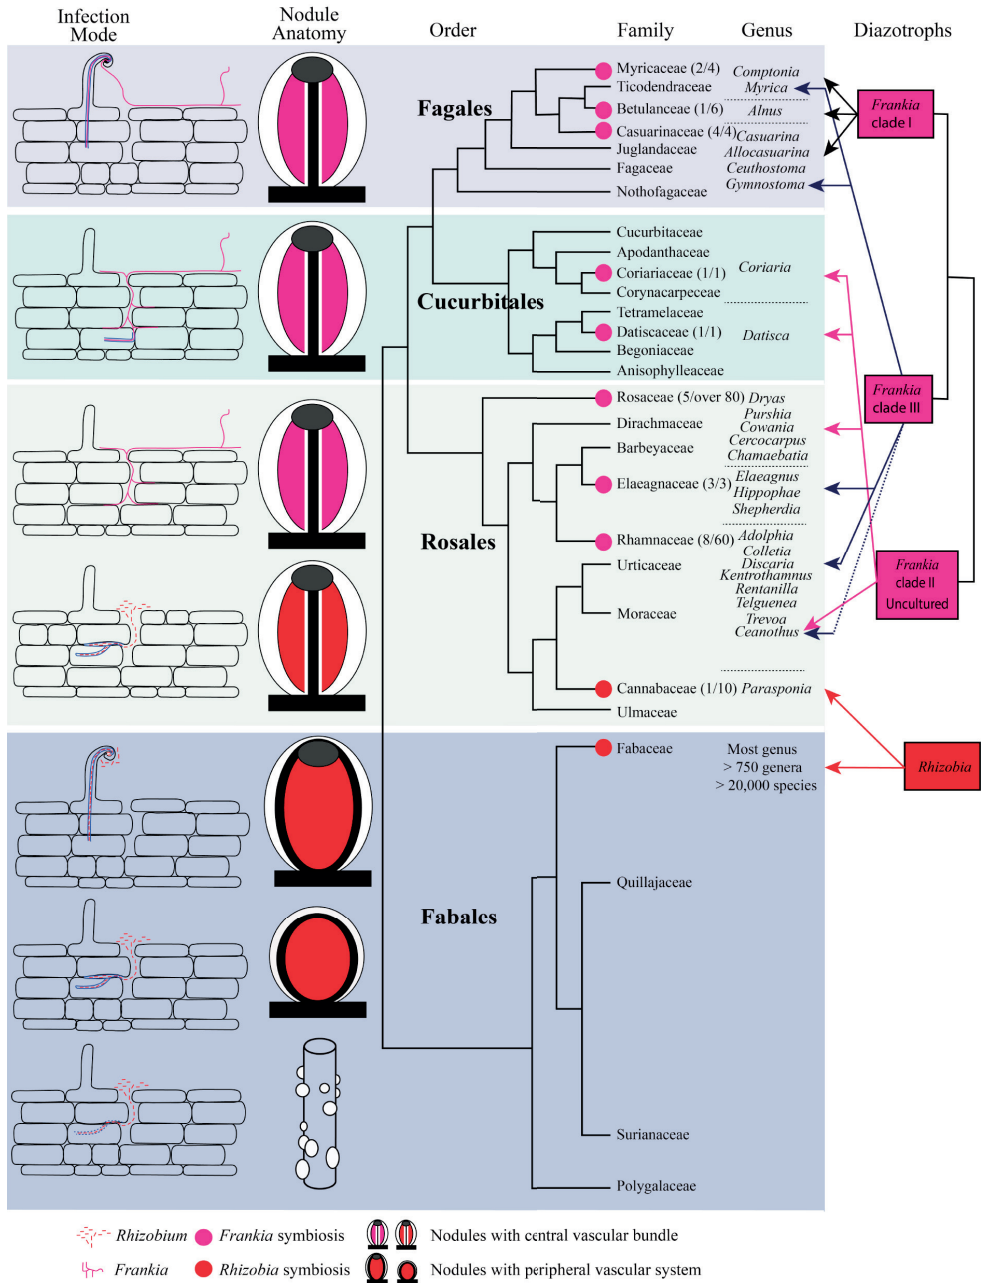 Infection Mode
Nodule Anatomy
Order
Family
Genus
Diazotrophs
Fagales
Myricaceae (2/4)
Ticodendraceae
Betulanceae (1/6)
Casuarinaceae (4/4)
Juglandaceae
Fagaceae
Nothofagaceae
Comptonia
Myrica
Alnus
Casuarina
Allocasuarina
Ceuthostoma
Gymnostoma
Frankia
clade I
Cucurbitales
Cucurbitaceae
Apodanthaceae
Coriariaceae (1/1)
Corynacarpeceae
Tetramelaceae
Datiscaceae (1/1)
Begoniaceae
Anisophylleaceae
Coriaria
Datisca
Frankia
clade III
Rosales
Rosaceae (5/over 80)
Dirachmaceae
Barbeyaceae
Elaeagnaceae (3/3)
Rhamnaceae (8/60)
Urticaceae
Moraceae
Cannabaceae (1/10)
Ulmaceae
Dryas
Purshia
Cowania
Cercocarpus
Chamaebatia
Elaeagnus
Hippophae
Shepherdia
Adolphia
Colletia
Discaria
Kentrothamnus
Rentanilla
Telguenea
Trevoa
Ceanothus
Parasponia
Frankia
clade II
Uncultured
Fabales
Fabaceae
Quillajaceae
Surianaceae
Polygalaceae
Most genus
> 750 genera
> 20,000 species
Rhizobia
Rhizobium
Frankia symbiosis
Nodules with central vascular bundle
Frankia
Rhizobia symbiosis
Nodules with peripheral vascular system